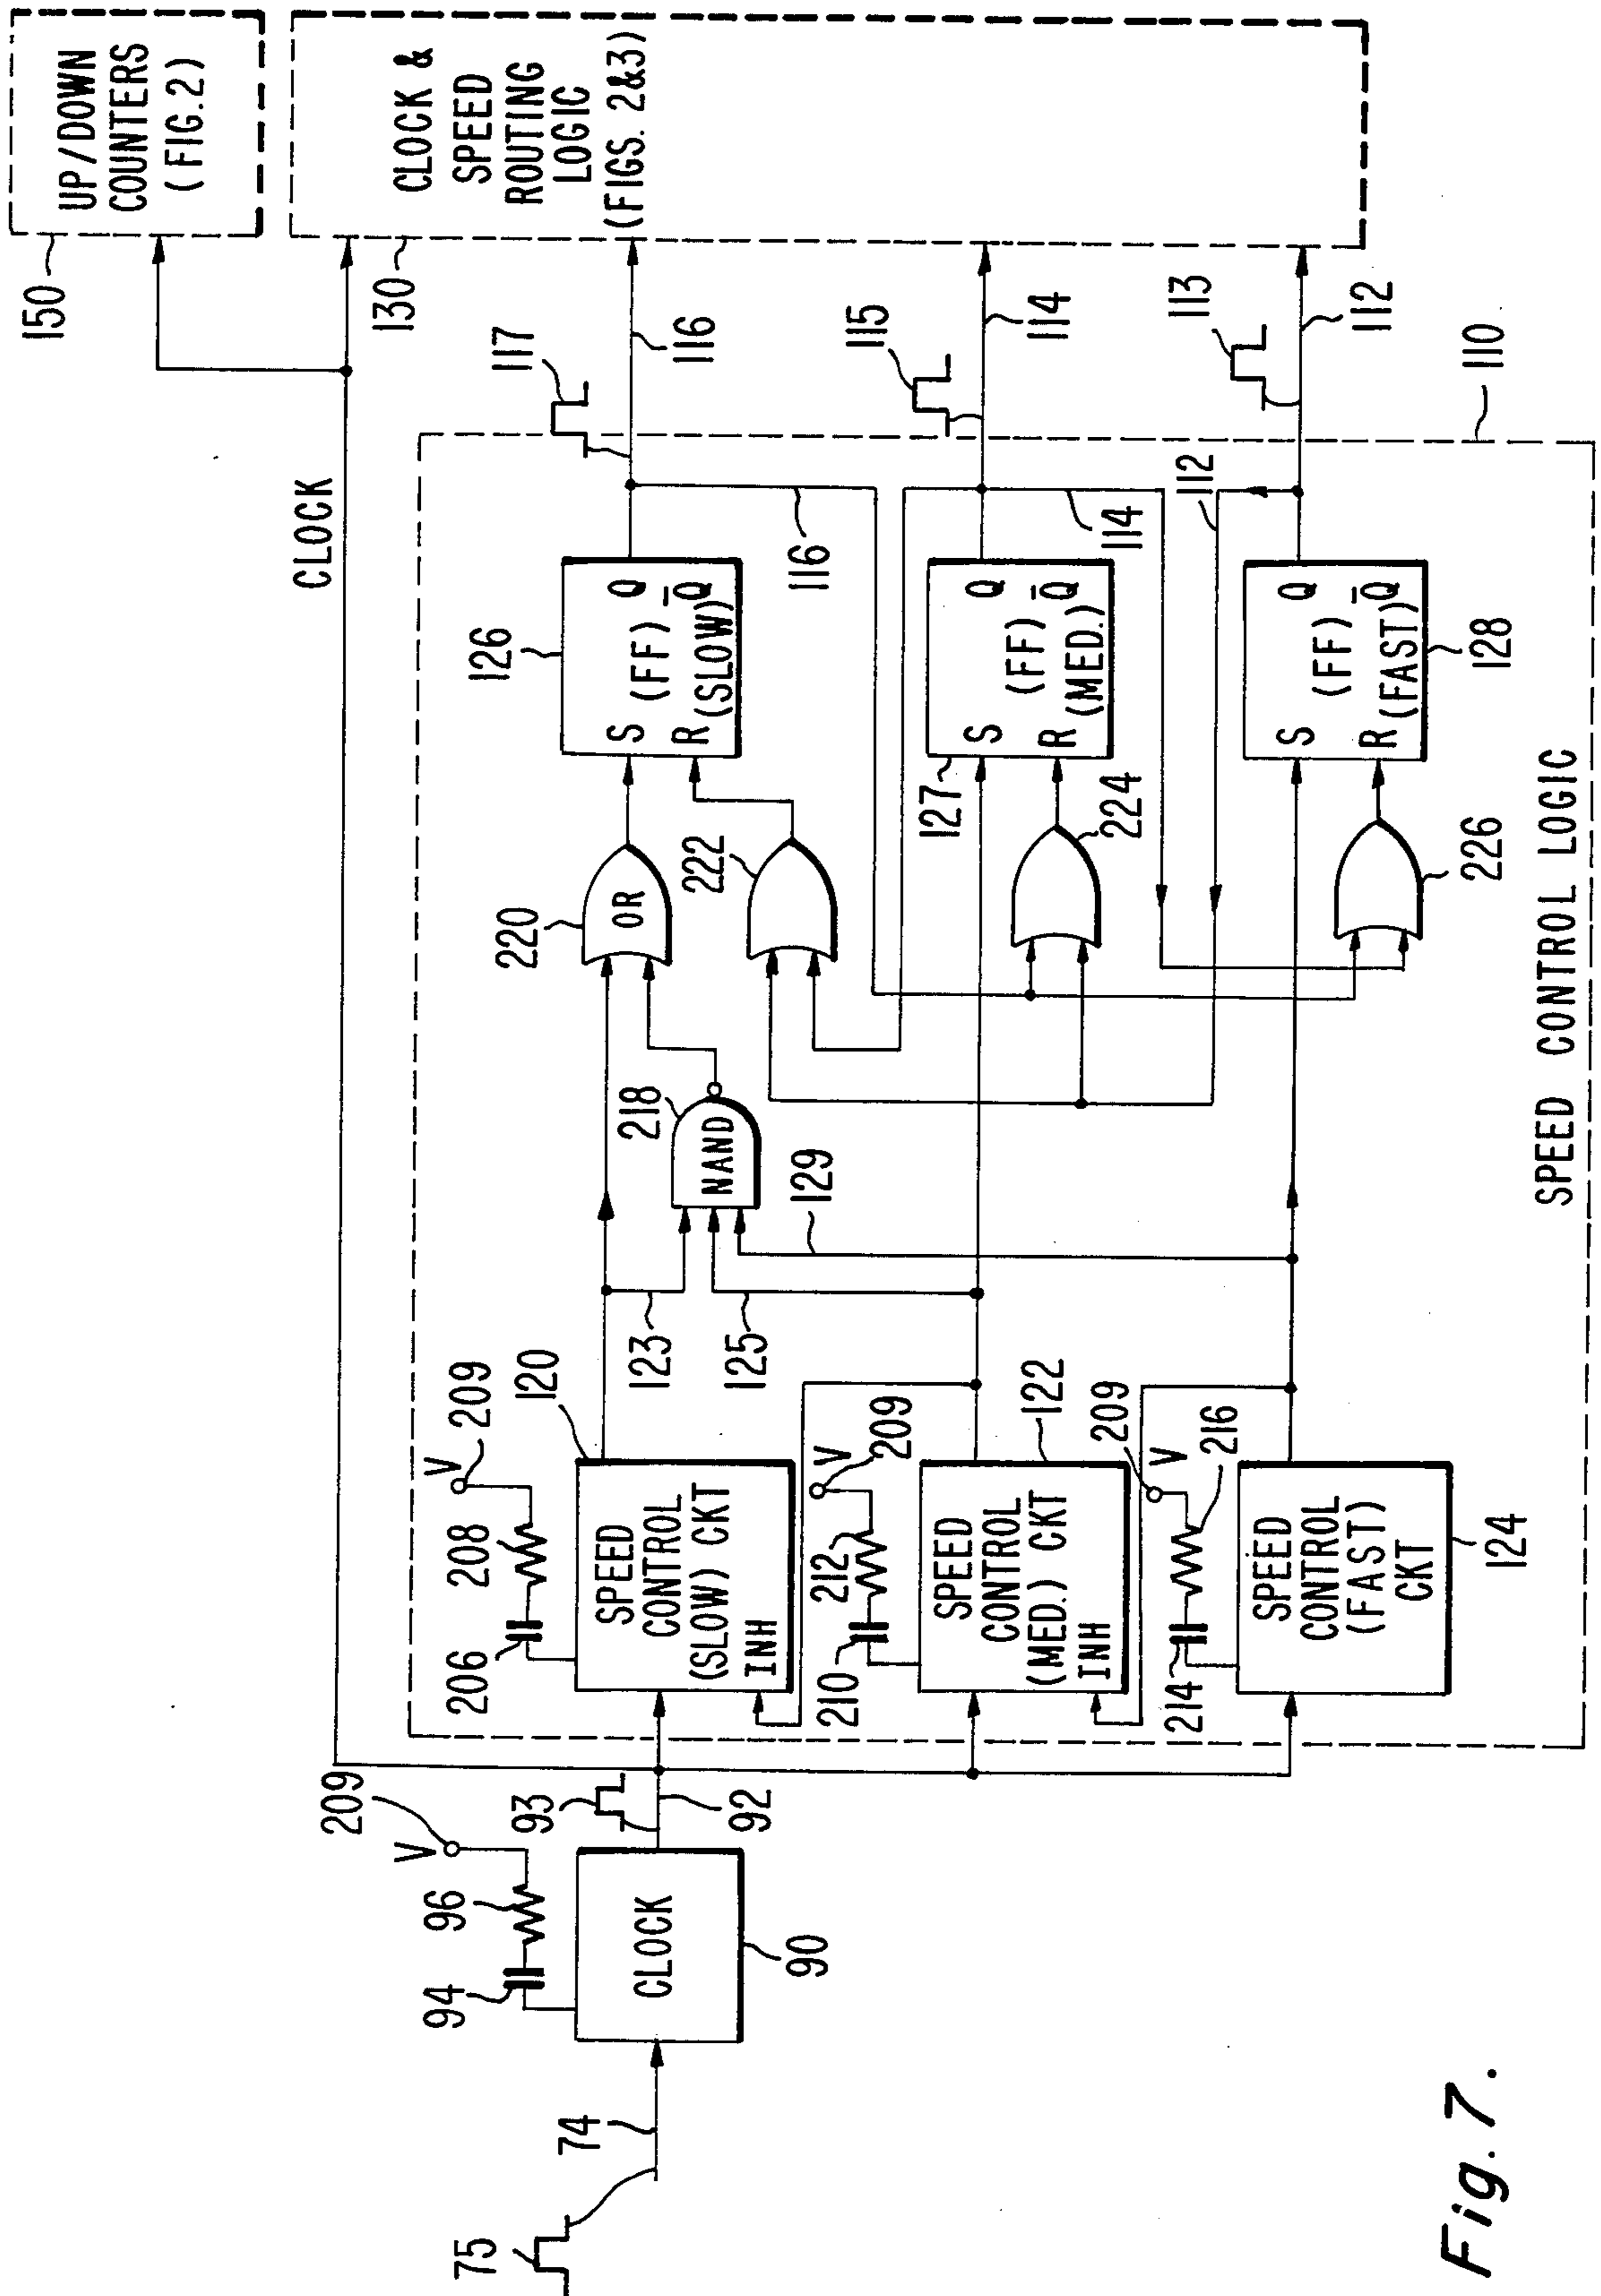 75
74
94
96
V
209
CLOCK
90
93
92
CLOCK
150
UP/DOWN
COUNTERS
(FIG.2)
130
CLOCK &
SPEED
ROUTING
LOGIC
(FIGS. 2&3)
206
208
V
209
120
SPEED
CONTROL
(SLOW) CKT
INH
123
125
218
NAND
129
220
OR
222
126
S
Q
(FF)
R
Q̅
(SLOW)
117
116
116
210
212
V
209
122
SPEED
CONTROL
(MED.) CKT
INH
127
224
S
Q
(FF)
R
Q̅
(MED.)
115
114
114
214
216
V
209
124
SPEED
CONTROL
(FAST)
CKT
226
128
S
Q
(FF)
R
Q̅
(FAST)
112
113
112
110
SPEED CONTROL LOGIC
Fig. 7.